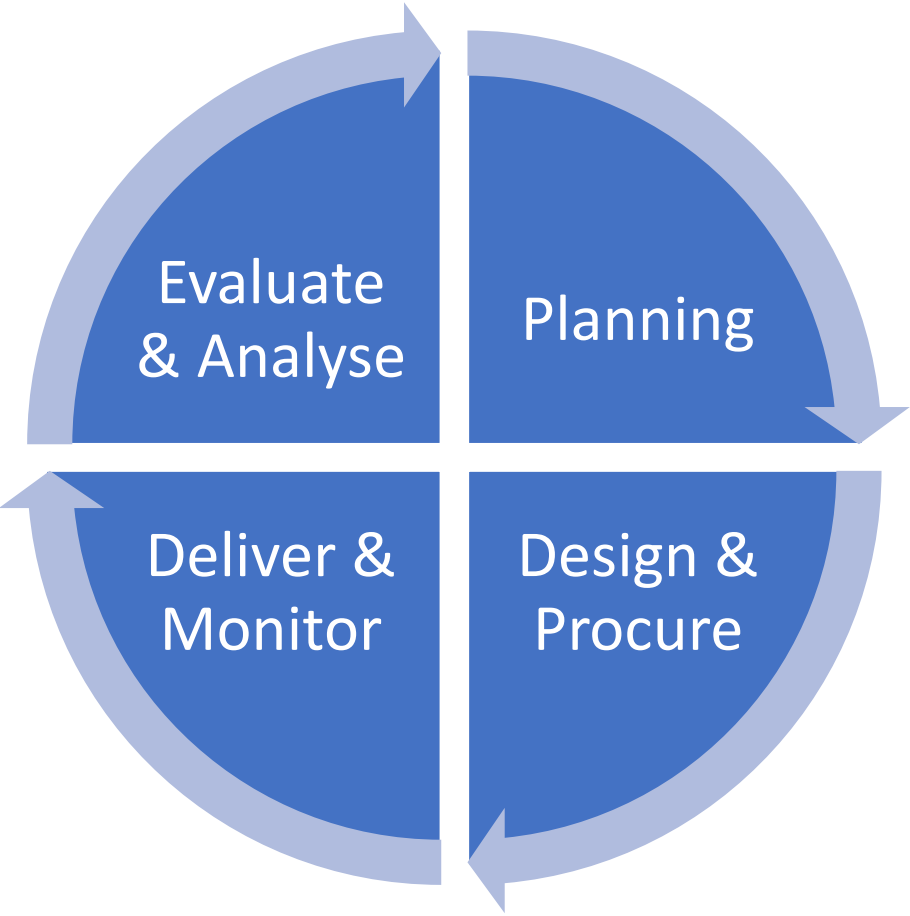 Evaluate
& Analyse
Planning
Deliver &
Monitor
Design &
Procure